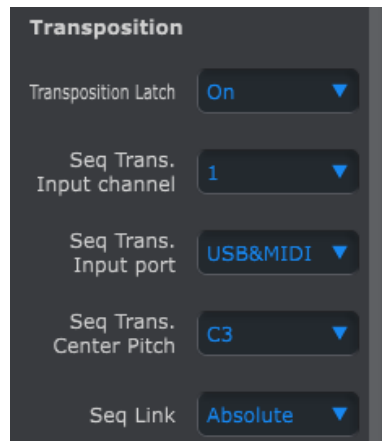 Transposition
Transposition Latch On
Seq Trans.
Input channel 1
Seq Trans.
Input port USB&MIDI
Seq Trans.
Center Pitch C3
Seq Link Absolute